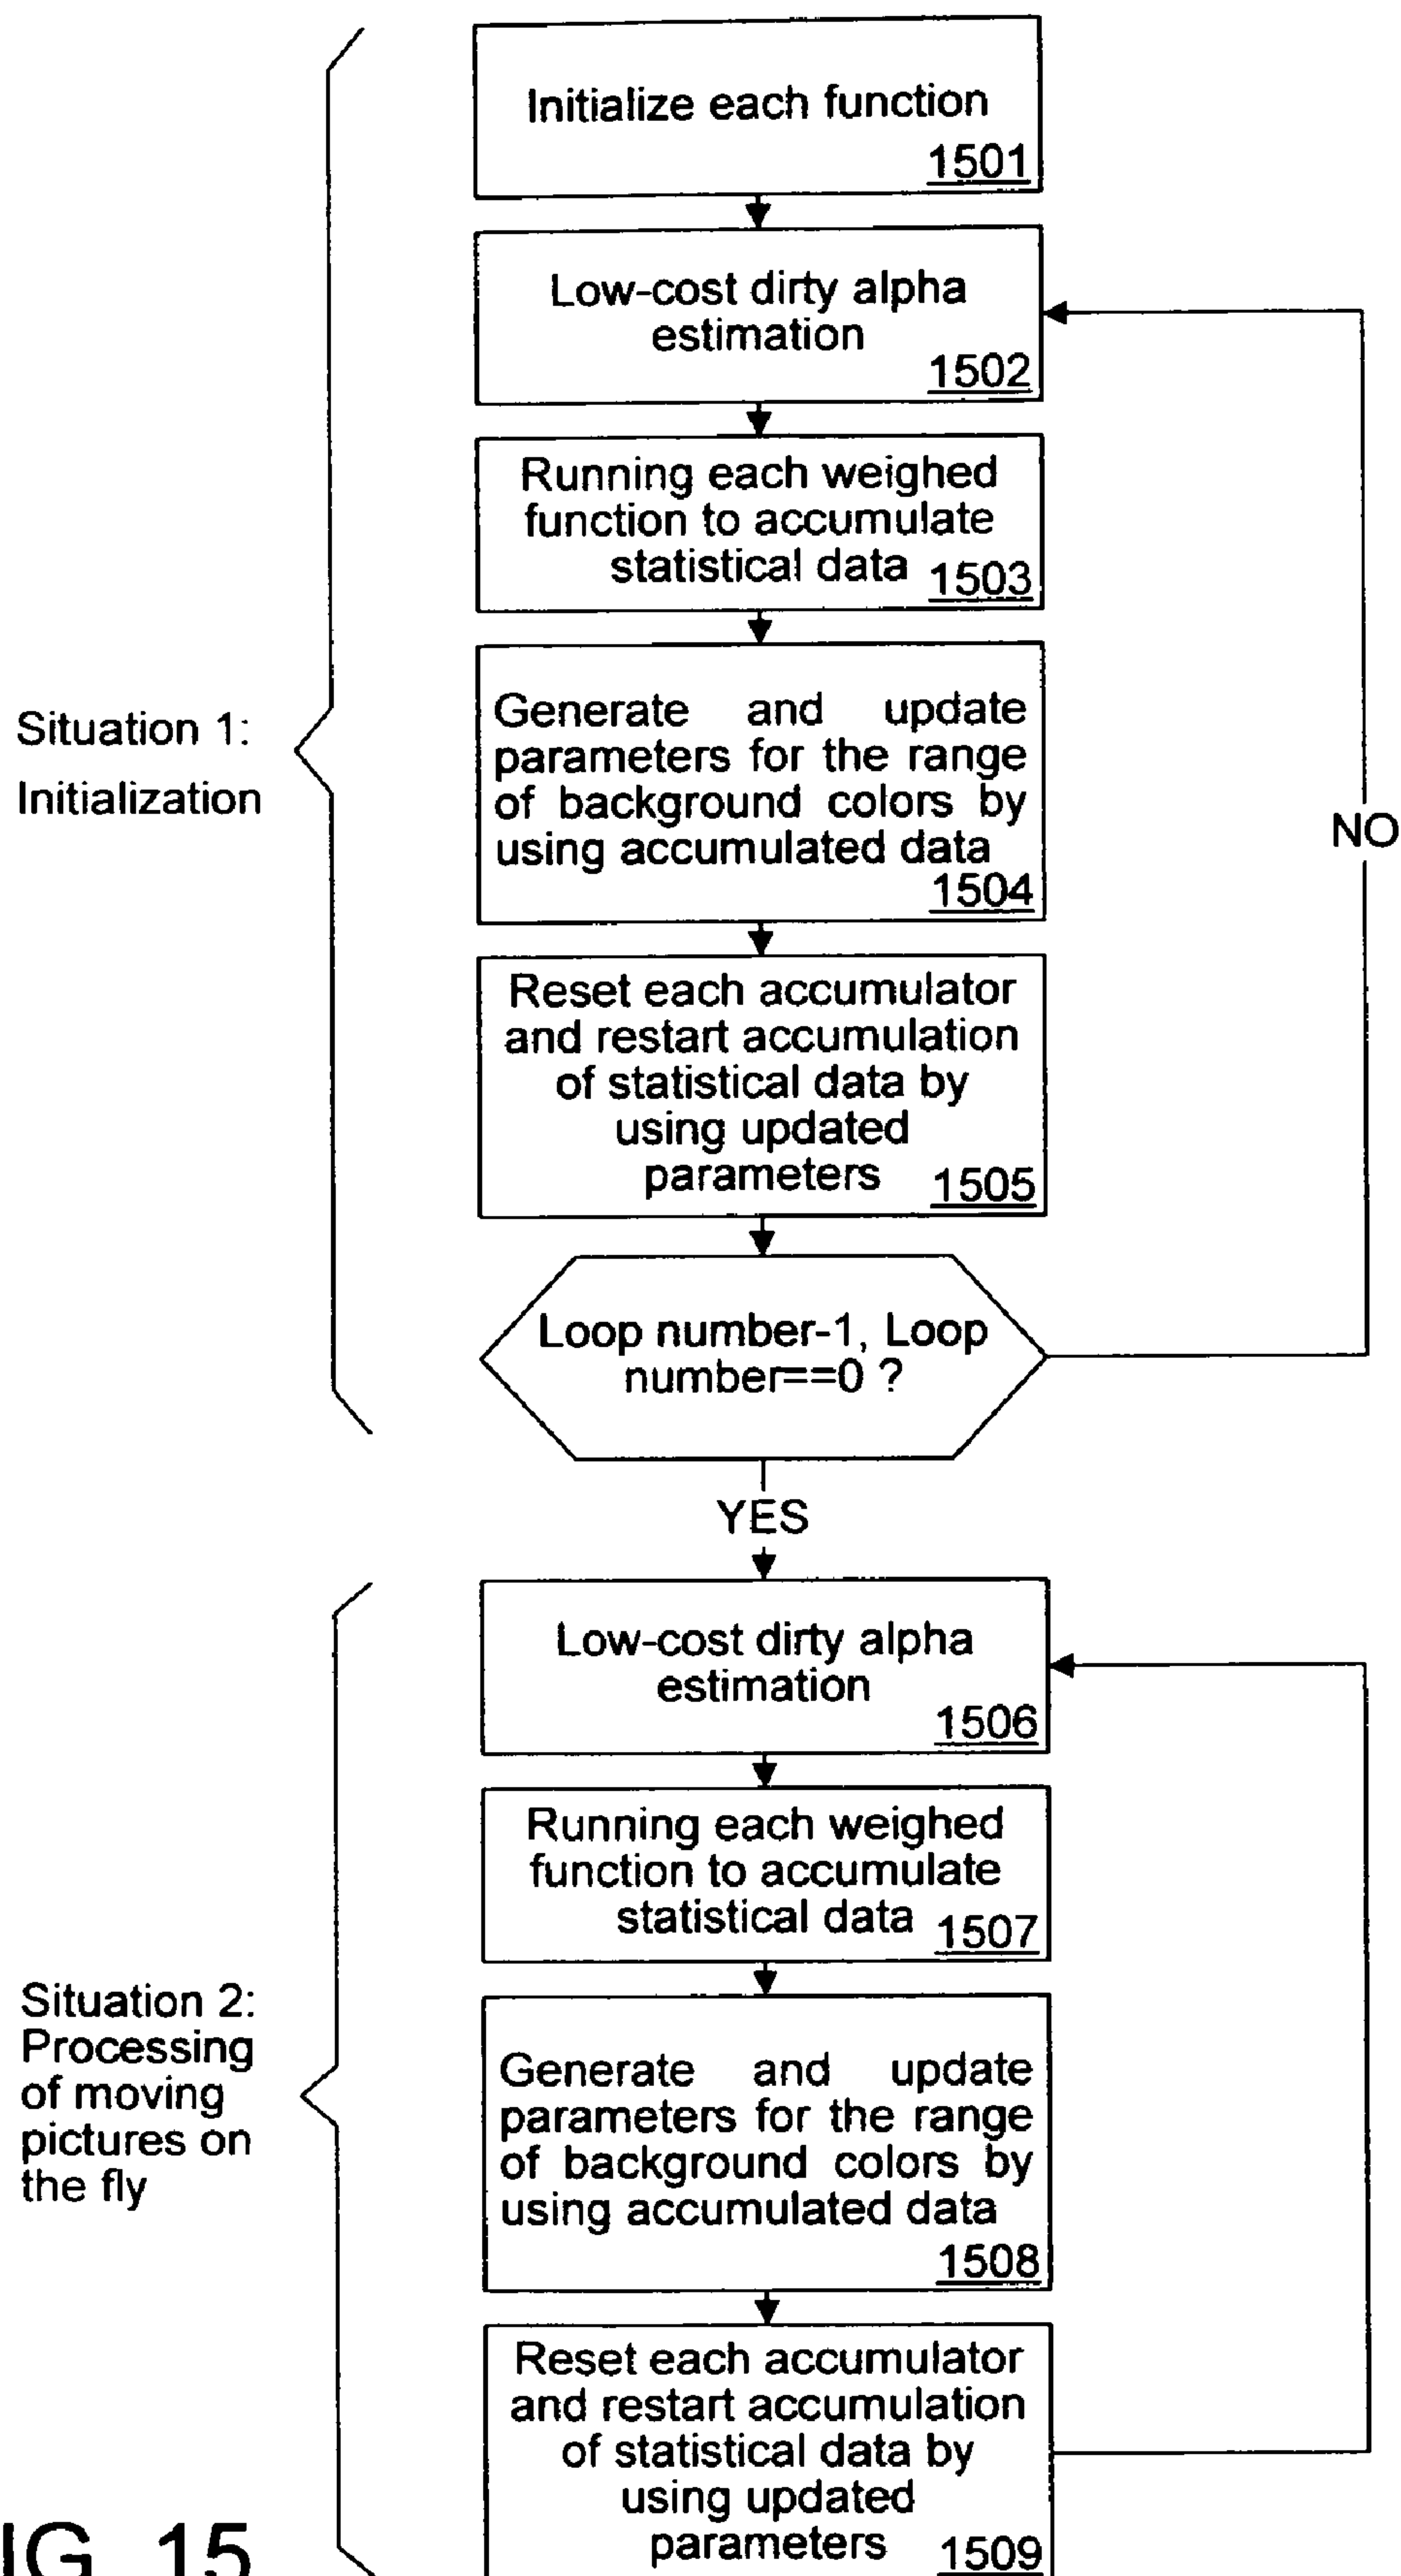 Initialize each function
1501
Low-cost dirty alpha
estimation
1502
Running each weighed
function to accumulate
statistical data 1503
Situation 1:
Initialization
Generate and update
parameters for the range
of background colors by
using accumulated data
1504
NO
Reset each accumulator
and restart accumulation
of statistical data by
using updated
parameters 1505
Loop number-1, Loop
number==0 ?
YES
Low-cost dirty alpha
estimation
1506
Running each weighed
function to accumulate
statistical data 1507
Situation 2:
Processing
of moving
pictures on
the fly
Generate and update
parameters for the range
of background colors by
using accumulated data
1508
Reset each accumulator
and restart accumulation
of statistical data by
using updated
parameters 1509
IG. 15